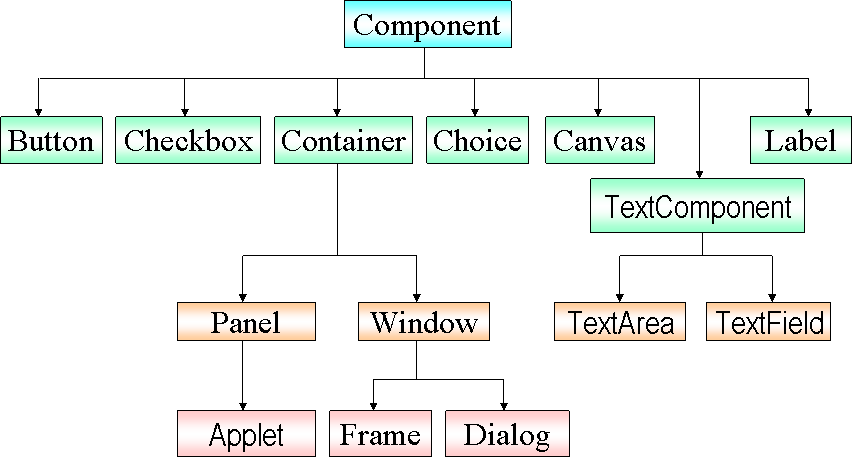 Component
Button
Checkbox
Container
Choice
Canvas
Label
TextComponent
Panel
Window
TextArea
TextField
Applet
Frame
Dialog